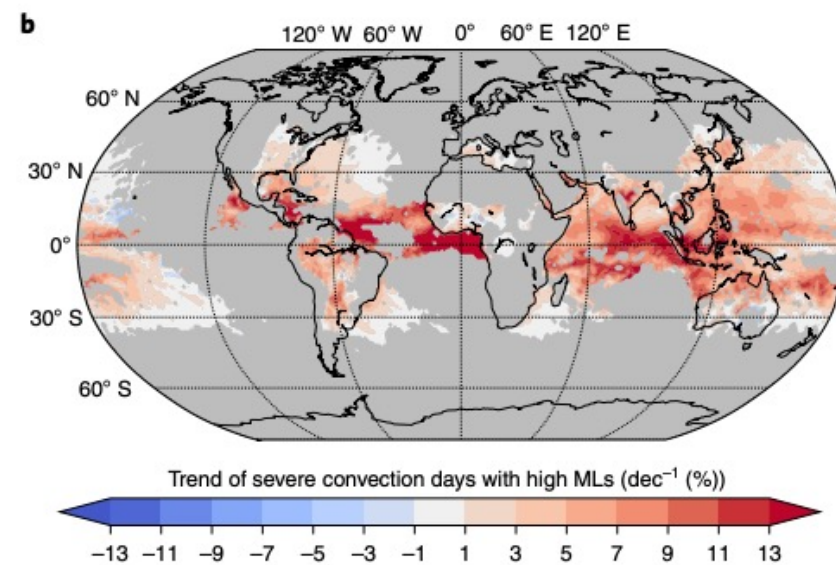 b
120° W 60° W 0° 60° E 120° E
60° N
30° N
0°
30° S
60° S
Trend of severe convection days with high MLs (dec⁻¹ (%))
−13 −11 −9 −7 −5 −3 −1 1 3 5 7 9 11 13